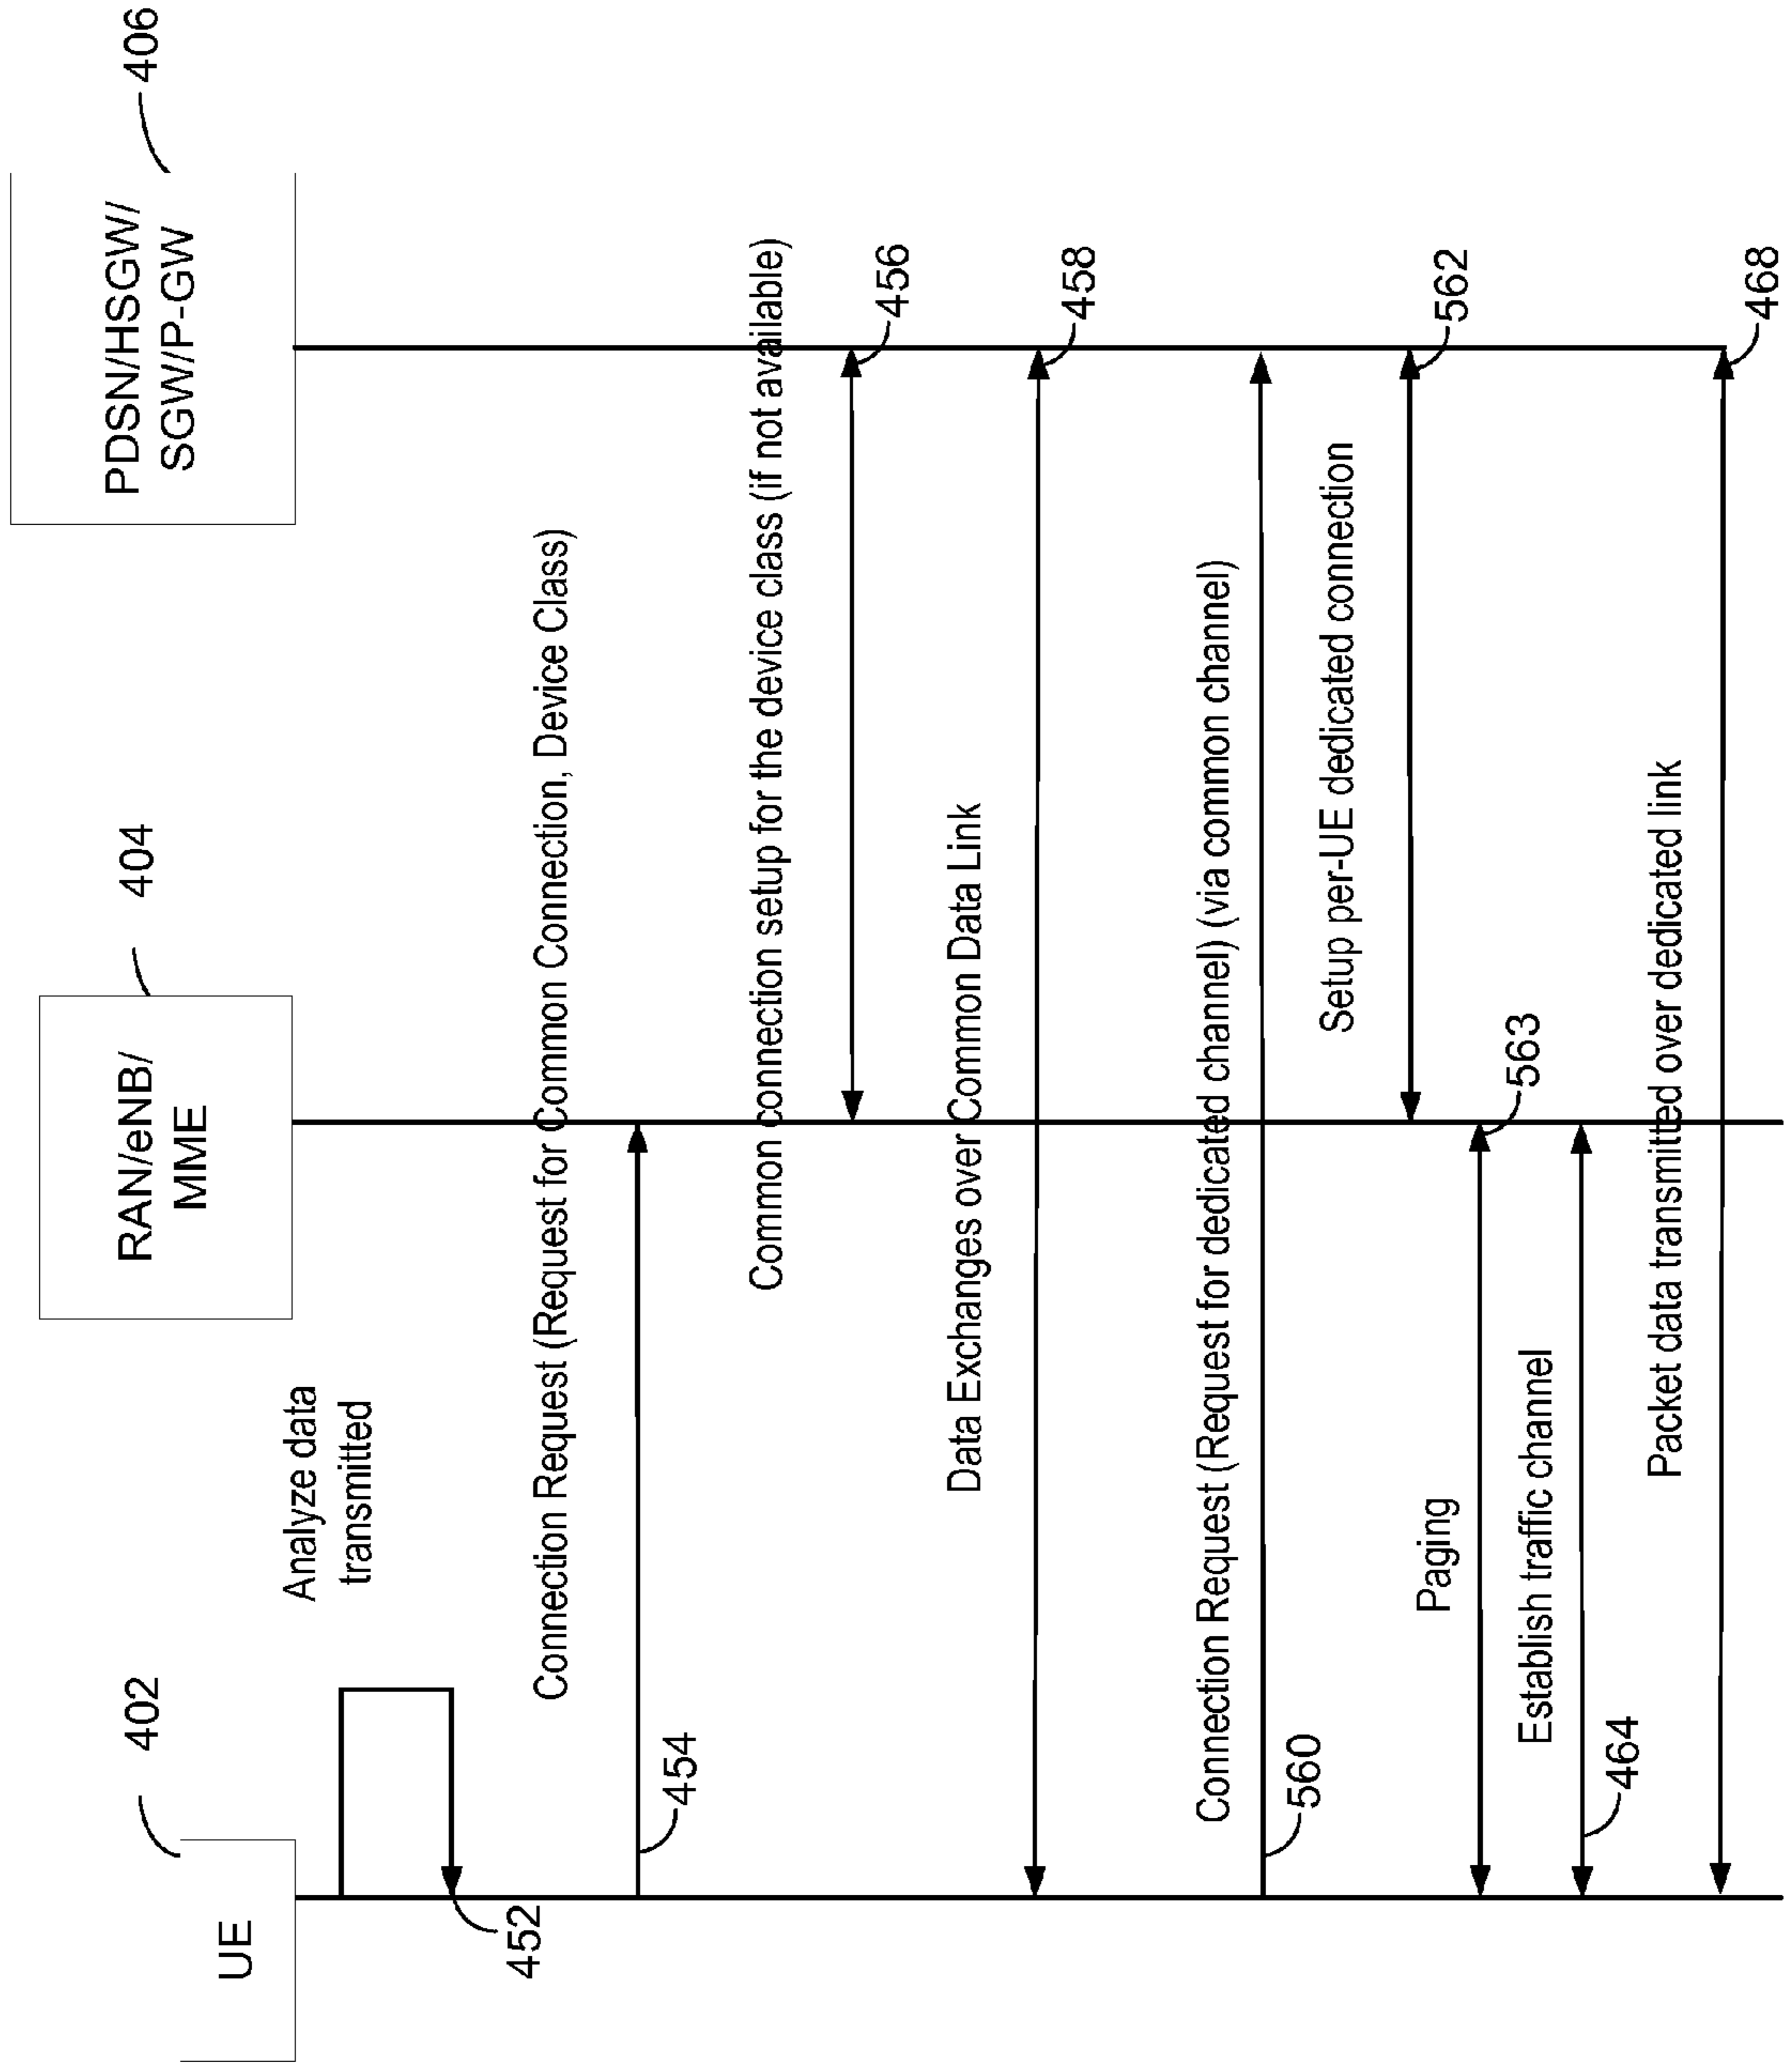 402
UE
404
RAN/eNB/
MME
406
PDSN/HSGW/
SGW/P-GW
Analyze data
transmitted
452
Connection Request (Request for Common Connection, Device Class)
454
Common connection setup for the device class (if not available)
456
Data Exchanges over Common Data Link
458
Connection Request (Request for dedicated channel) (via common channel)
560
Setup per-UE dedicated connection
562
Paging
563
Establish traffic channel
464
Packet data transmitted over dedicated link
468